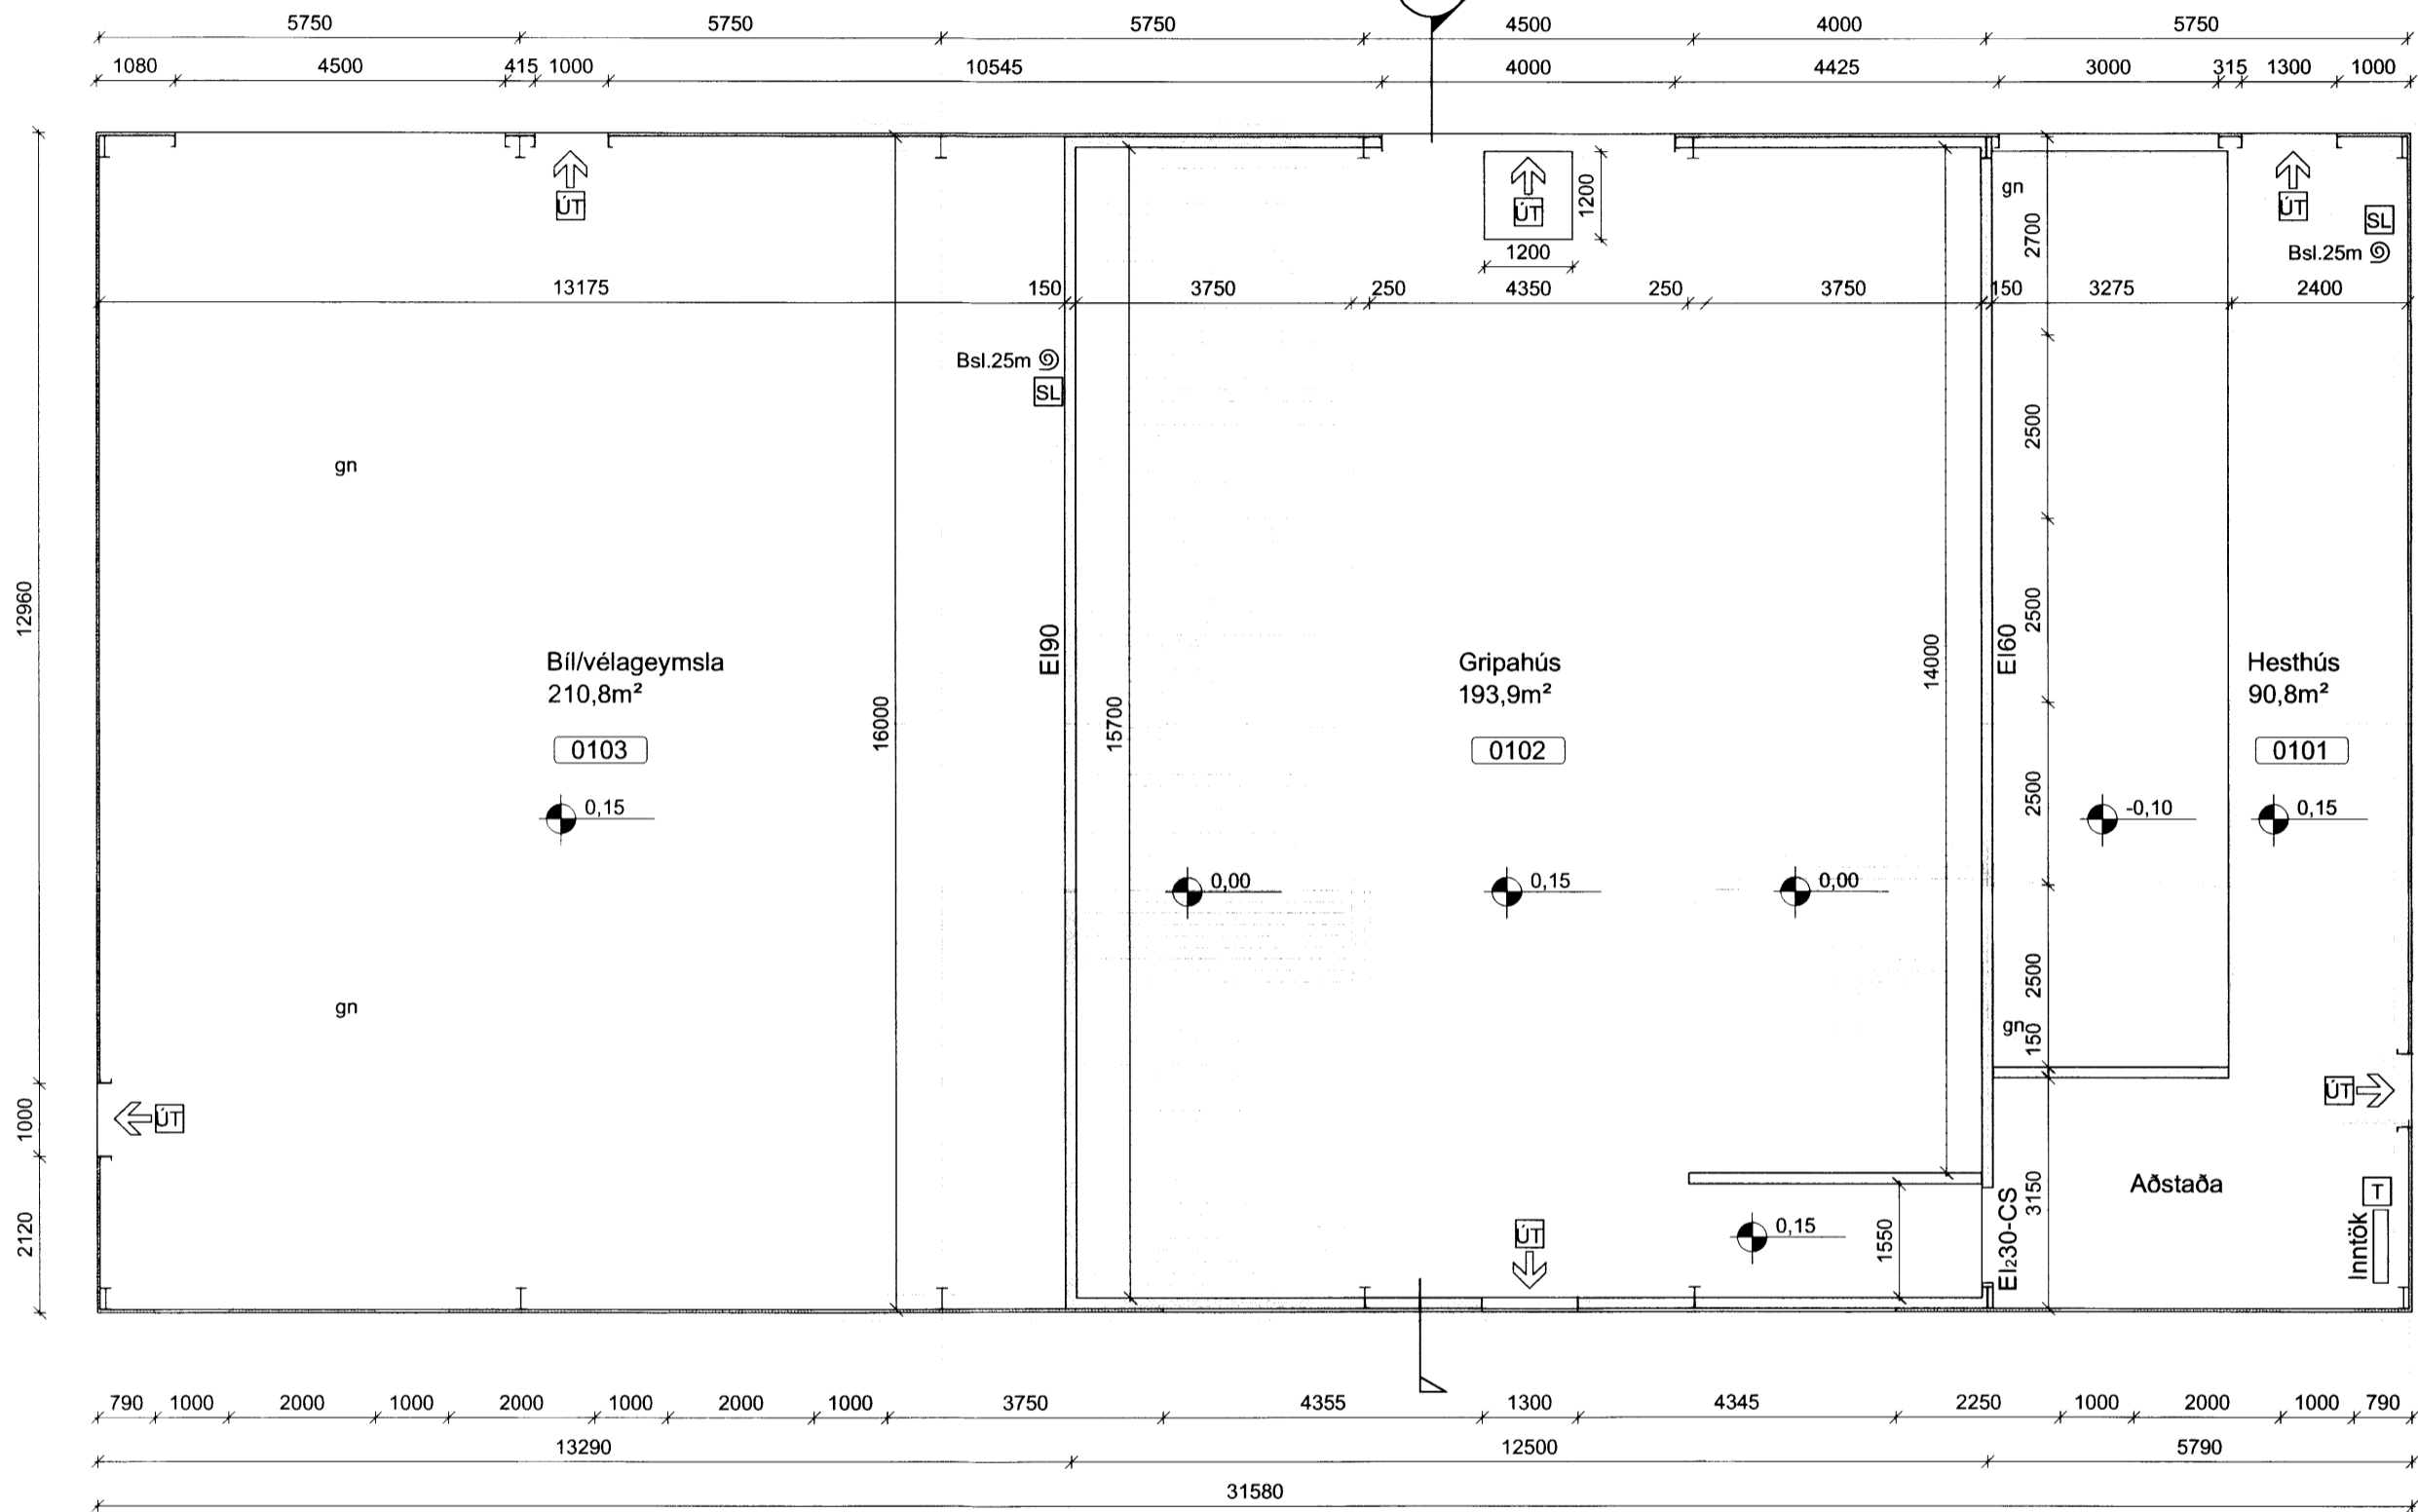 5750 5750 5750 4500 4000 5750
1080 4500 415 1000 10545 4000 4425 3000 315 1300 1000
ÚT ÚT 1200 gn ÚT SL
2700
1200 Bsl.25m
13175 150 3750 250 4350 250 3750 150 3275 2400
Bsl.25m
SL
2500
gn
12960 EI90 2500
Bíl/vélageymsla Gripahús 14000 EI60 Hesthús
210,8m² 193,9m² 90,8m²
16000 15700
0103 0102 0101
2500
0,15 -0,10 0,15
0,00 0,15 0,00
2500
gn gn
150
1000 ÚT ÚT
2120 3150 Aðstaða T
ÚT 0,15 1550 EI₂30-CS Inntök
790 1000 2000 1000 2000 1000 2000 1000 3750 4355 1300 4345 2250 1000 2000 1000 790
13290 12500 5790
31580